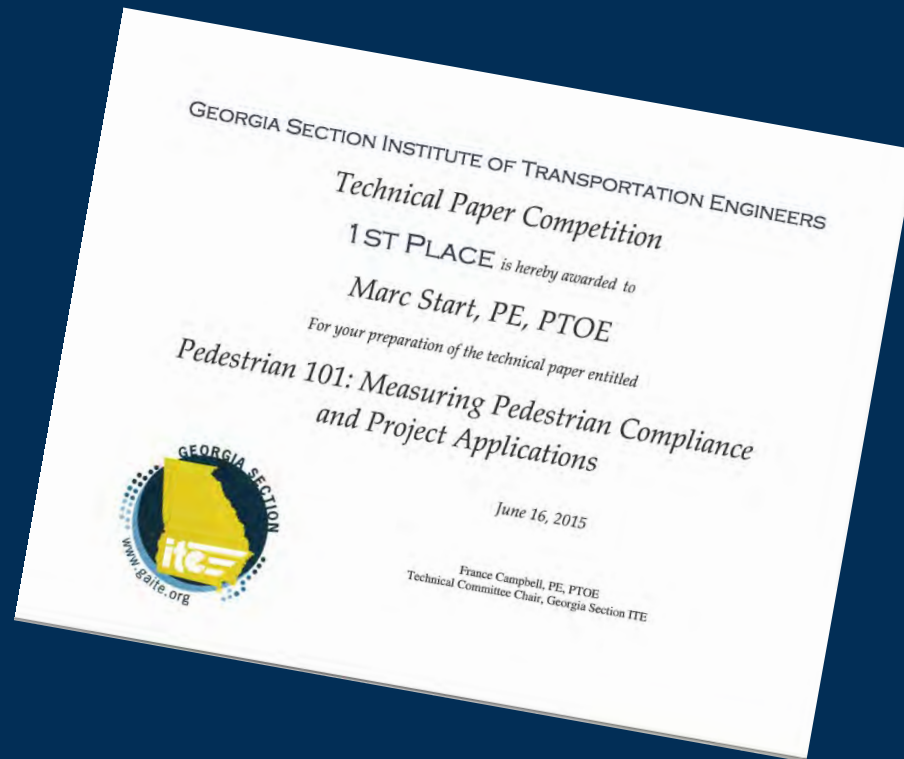 GEORGIA SECTION INSTITUTE OF TRANSPORTATION ENGINEERS
Technical Paper Competition
1ST PLACE is hereby awarded to
Marc Start, PE, PTOE
For your preparation of the technical paper entitled
Pedestrian 101: Measuring Pedestrian Compliance
and Project Applications
June 16, 2015
France Campbell, PE, PTOE
Technical Committee Chair, Georgia Section ITE
GEORGIA SECTION
ite
www.gaite.org